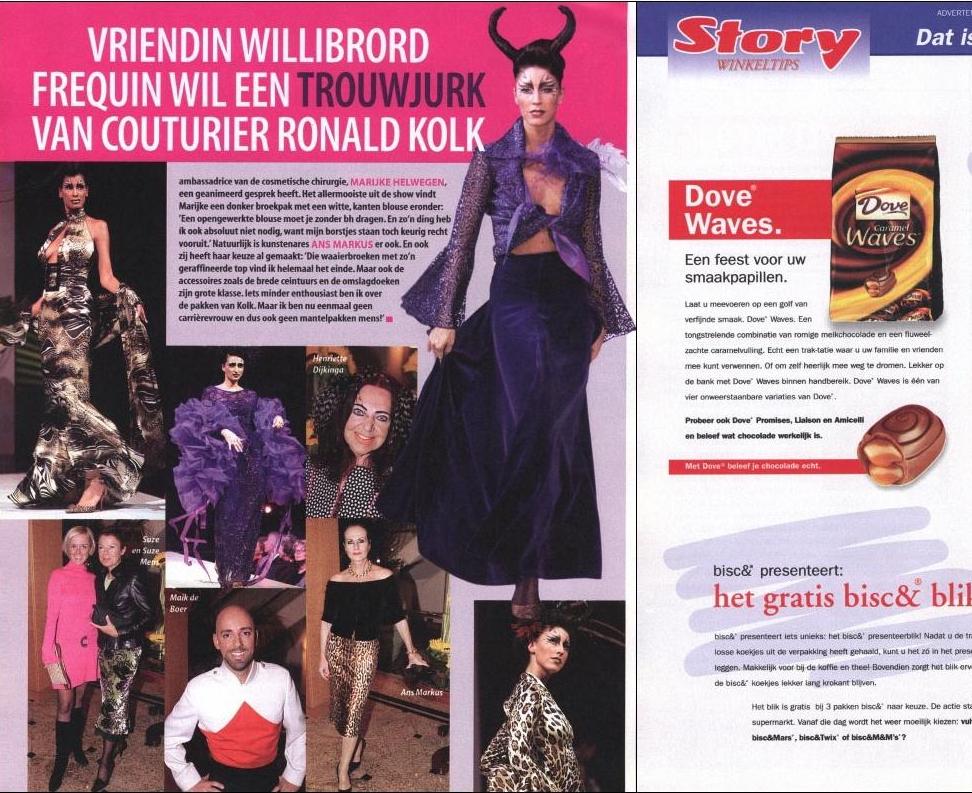 VRIENDIN WILLIBRORD
FREQUIN WIL EEN TROUWJURK
VAN COUTURIER RONALD KOLK
ambassadrice van de cosmetische chirurgie, MARIJKE HELWEGEN,
een geanimeerd gesprek heeft. Het allermooiste uit de show vindt
Marijke een donker broekpak met een witte, kanten blouse eronder:
'Een opengewerkte blouse moet je zonder bh dragen. En zo'n ding heb
ik ook absoluut niet nodig, want mijn borstjes staan toch keurig recht
vooruit.' Natuurlijk is kunstenares ANS MARKUS er ook. En ook
zij heeft haar keuze al gemaakt: 'Die waaierbroeken met zo'n
geraffineerde top vind ik helemaal het einde. Maar ook de
accessoires zoals de brede ceintuurs en de omslagdoeken
zijn grote klasse. Iets minder enthousiast ben ik over
de pakken van Kolk. Maar ik ben nu eenmaal geen
carrièrevrouw en dus ook geen mantelpakken mens!'
Henriette
Dijkinga
Suze
en Suze
Mens
Maik de
Boer
Ans Markus
ADVERTE
Story
WINKELTIPS
Dat is
Dove®
Waves.
Dove
Caramel
Waves
Een feest voor uw
smaakpapillen.
Laat u meevoeren op een golf van
verfijnde smaak. Dove® Waves. Een
tongstrelende combinatie van romige melkchocolade en een fluweel-
zachte caramelvulling. Echt een trak-tatie waar u uw familie en vrienden
mee kunt verwennen. Of om zelf heerlijk mee weg te dromen. Lekker op
de bank met Dove® Waves binnen handbereik. Dove® Waves is één van
vier onweerstaanbare variaties van Dove®.
Probeer ook Dove® Promises, Liaison en Amicelli
en beleef wat chocolade werkelijk is.
Met Dove® beleef je chocolade echt.
bisc&® presenteert:
het gratis bisc&® blik
bisc&® presenteert iets unieks: het bisc&® presenteerblik! Nadat u de
losse koekjes uit de verpakking heeft gehaald, kunt u het zó in het
leggen. Makkelijk voor bij de koffie en thee! Bovendien zorgt het blik
de bisc&® koekjes lekker lang krokant blijven.
Het blik is gratis bij 3 pakken bisc&® naar keuze. De actie
supermarkt. Vanaf die dag wordt het weer moeilijk kiezen:
bisc&Mars®, bisc&Twix® of bisc&M&M's®?